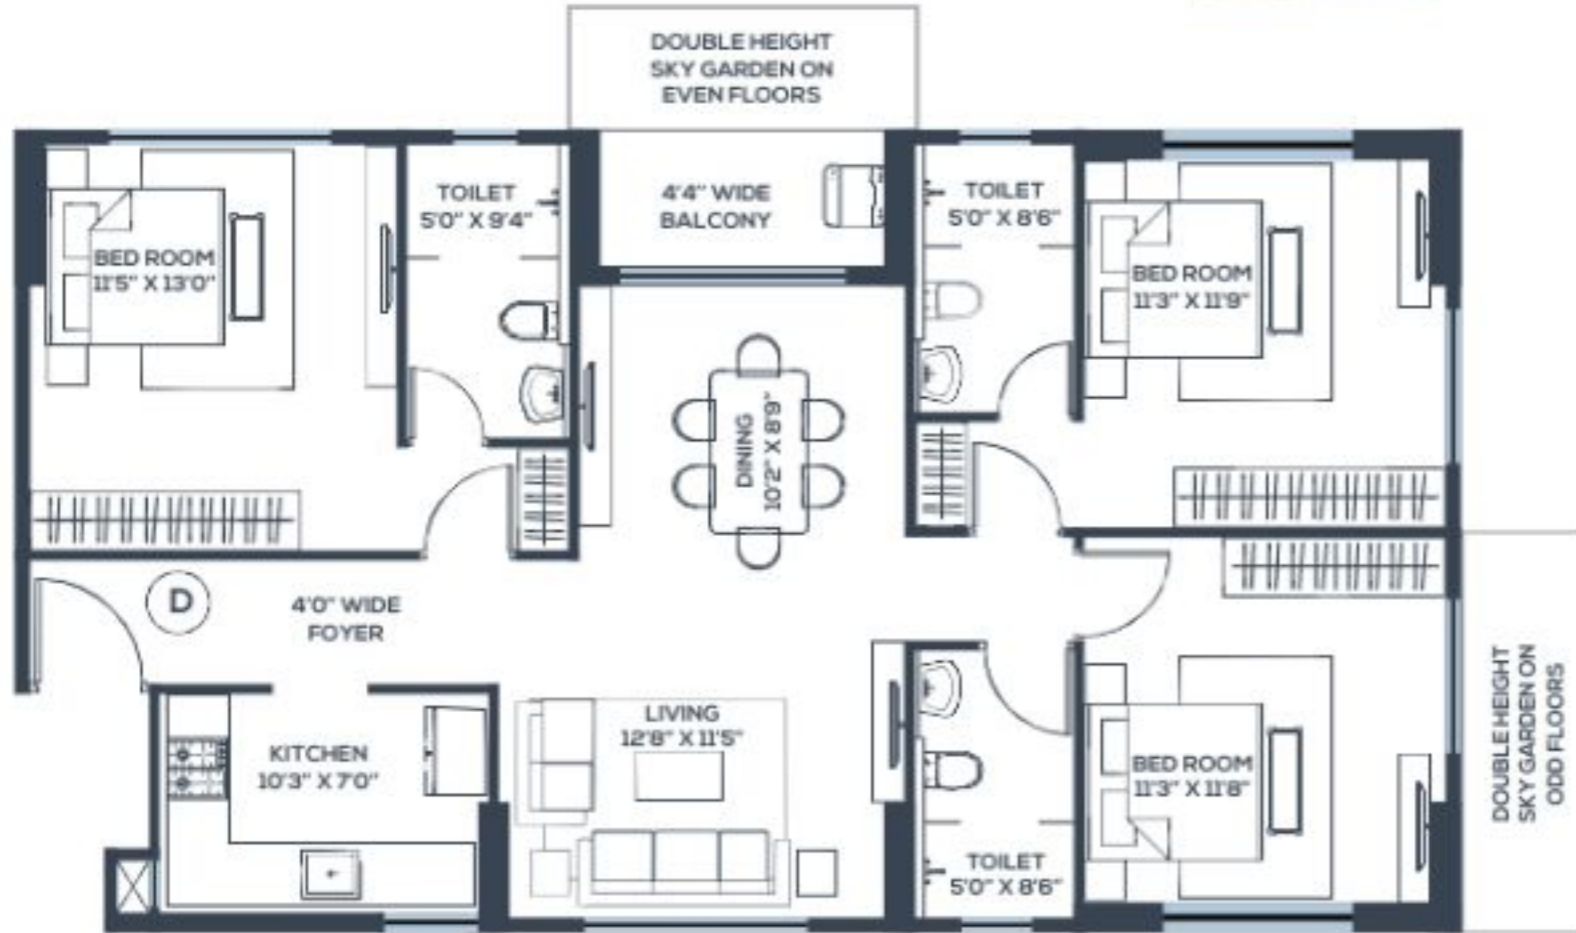 DOUBLE HEIGHT
SKY GARDEN ON
EVEN FLOORS
TOILET
5'0" X 9'4"
4'4" WIDE
BALCONY
TOILET
5'0" X 8'6"
BED ROOM
11'5" X 13'0"
BED ROOM
11'3" X 11'9"
DINING
10'2" X 8'9"
D
4'0" WIDE
FOYER
LIVING
12'8" X 11'5"
KITCHEN
10'3" X 7'0"
BED ROOM
11'3" X 11'8"
DOUBLE HEIGHT
SKY GARDEN ON
ODD FLOORS
TOILET
5'0" X 8'6"